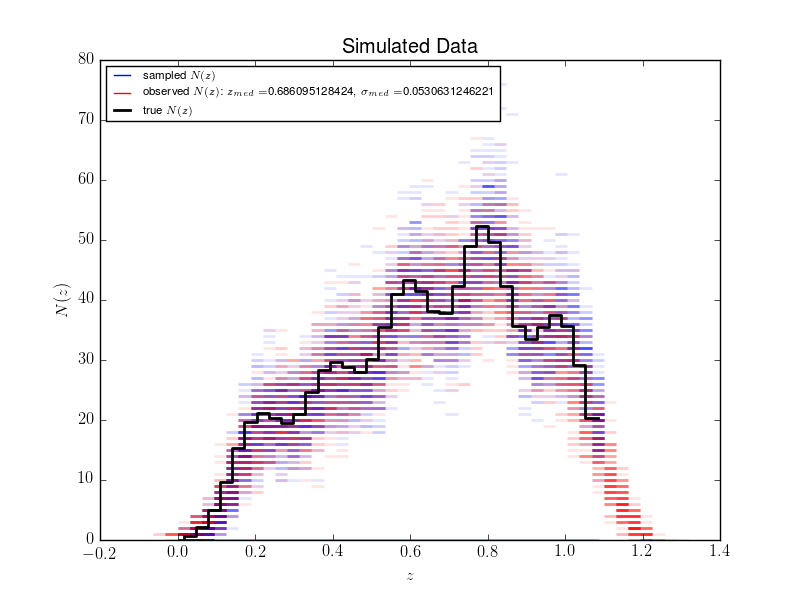 Simulated Data
sampled N(z)
observed N(z): z_med =0.686095128424, σ_med =0.0530631246221
true N(z)
80
70
60
50
40
30
20
10
0
N(z)
−0.2 0.0 0.2 0.4 0.6 0.8 1.0 1.2 1.4
z